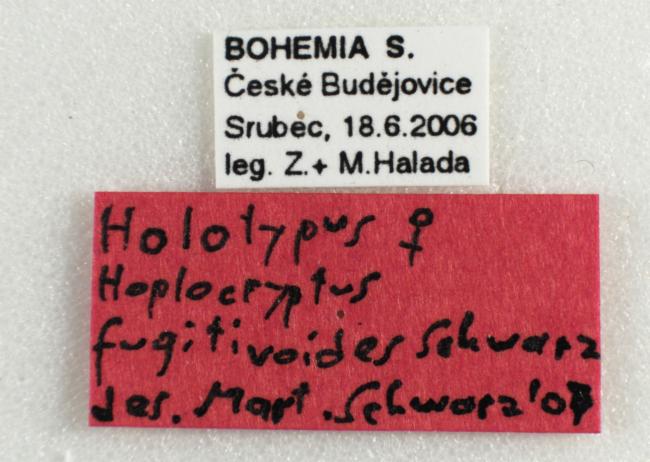 BOHEMIA S.
České Budějovice
Srubec, 18.6.2006
leg. Z.+ M.Halada
Holotypus ♀
Hoplocryptus
fugitivoides Schwarz
des. Mart. Schwarz'07